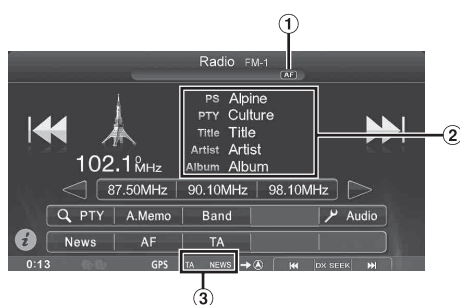 1
Radio FM-1
AF
PS Alpine
PTY Culture
Title Title
Artist Artist
Album Album
2
102.1 MHz
87.50MHz 90.10MHz 98.10MHz
PTY A.Memo Band Audio
i News AF TA
0:13 GPS TA NEWS A DX SEEK
3